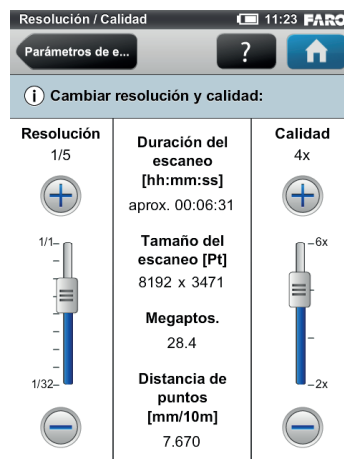 Resolución / Calidad
11:23 FARO
Parámetros de e...
?
i Cambiar resolución y calidad:
Resolución
1/5
1/1
1/32
Duración del
escaneo
[hh:mm:ss]
aprox. 00:06:31
Tamaño del
escaneo [Pt]
8192 x 3471
Megaptos.
28.4
Distancia de
puntos
[mm/10m]
7.670
Calidad
4x
6x
2x